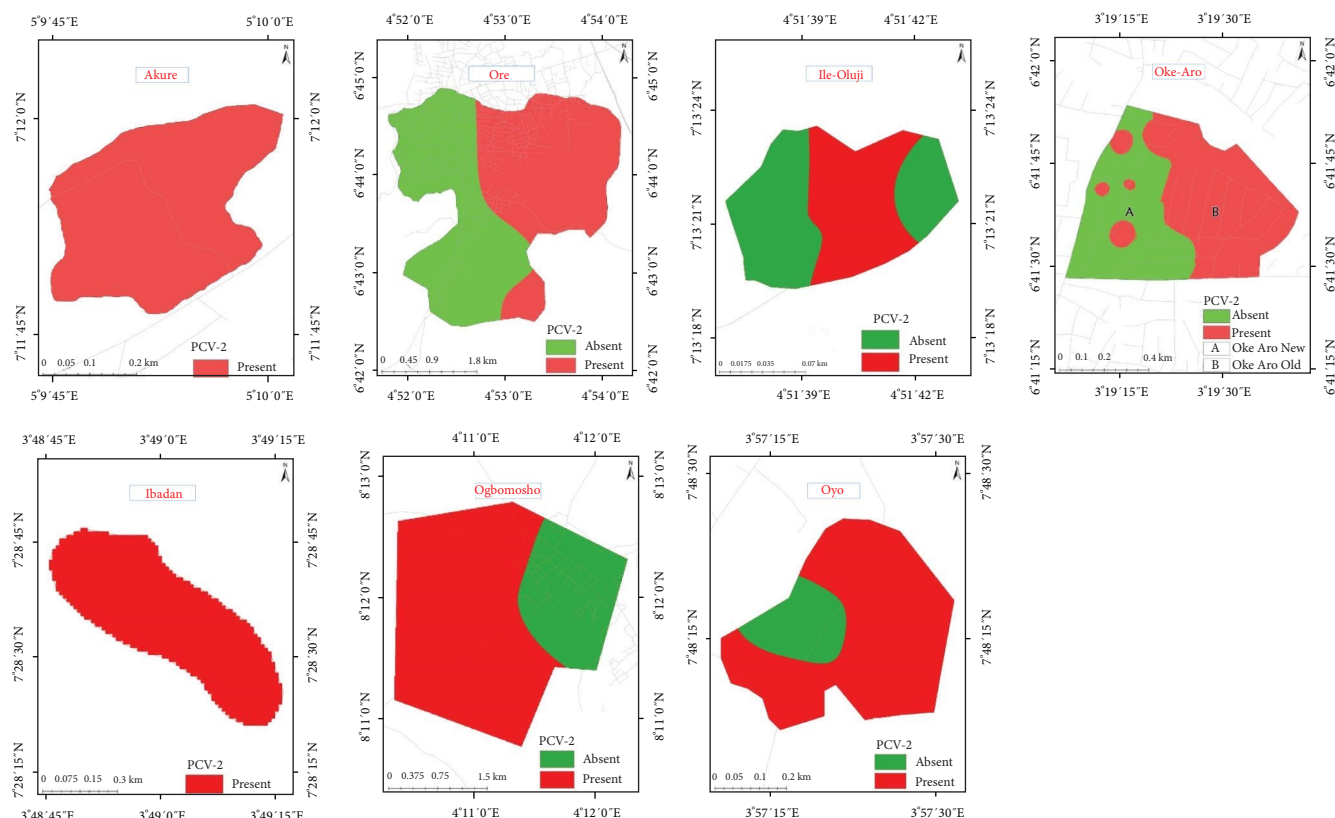 5°9´45˝E 5°10´0˝E
7°12´0˝N 7°12´0˝N
7°11´45˝N 7°11´45˝N
N
Akure
PCV-2
Present
0 0.05 0.1 0.2 km
5°9´45˝E 5°10´0˝E
4°52´0˝E 4°53´0˝E 4°54´0˝E
6°45´0˝N 6°45´0˝N
6°44´0˝N 6°44´0˝N
6°43´0˝N 6°43´0˝N
6°42´0˝N 6°42´0˝N
N
Ore
PCV-2
Absent
Present
0 0.45 0.9 1.8 km
4°52´0˝E 4°53´0˝E 4°54´0˝E
4°51´39˝E 4°51´42˝E
7°13´24˝N 7°13´24˝N
7°13´21˝N 7°13´21˝N
7°13´18˝N 7°13´18˝N
N
Ile-Oluji
PCV-2
Absent
Present
0 0.0175 0.035 0.07 km
4°51´39˝E 4°51´42˝E
3°19´15˝E 3°19´30˝E
6°42´0˝N 6°42´0˝N
6°41´45˝N 6°41´45˝N
6°41´30˝N 6°41´30˝N
6°41´15˝N 6°41´15˝N
N
Oke-Aro
A
B
PCV-2
Absent
Present
A Oke Aro New
B Oke Aro Old
0 0.1 0.2 0.4 km
3°19´15˝E 3°19´30˝E
3°48´45˝E 3°49´0˝E 3°49´15˝E
7°28´45˝N 7°28´45˝N
7°28´30˝N 7°28´30˝N
7°28´15˝N 7°28´15˝N
N
Ibadan
PCV-2
Present
0 0.075 0.15 0.3 km
3°48´45˝E 3°49´0˝E 3°49´15˝E
4°11´0˝E 4°12´0˝E
8°13´0˝N 8°13´0˝N
8°12´0˝N 8°12´0˝N
8°11´0˝N 8°11´0˝N
N
Ogbomosho
PCV-2
Absent
Present
0 0.375 0.75 1.5 km
4°11´0˝E 4°12´0˝E
3°57´15˝E 3°57´30˝E
7°48´30˝N 7°48´30˝N
7°48´15˝N 7°48´15˝N
N
Oyo
PCV-2
Absent
Present
0 0.05 0.1 0.2 km
3°57´15˝E 3°57´30˝E